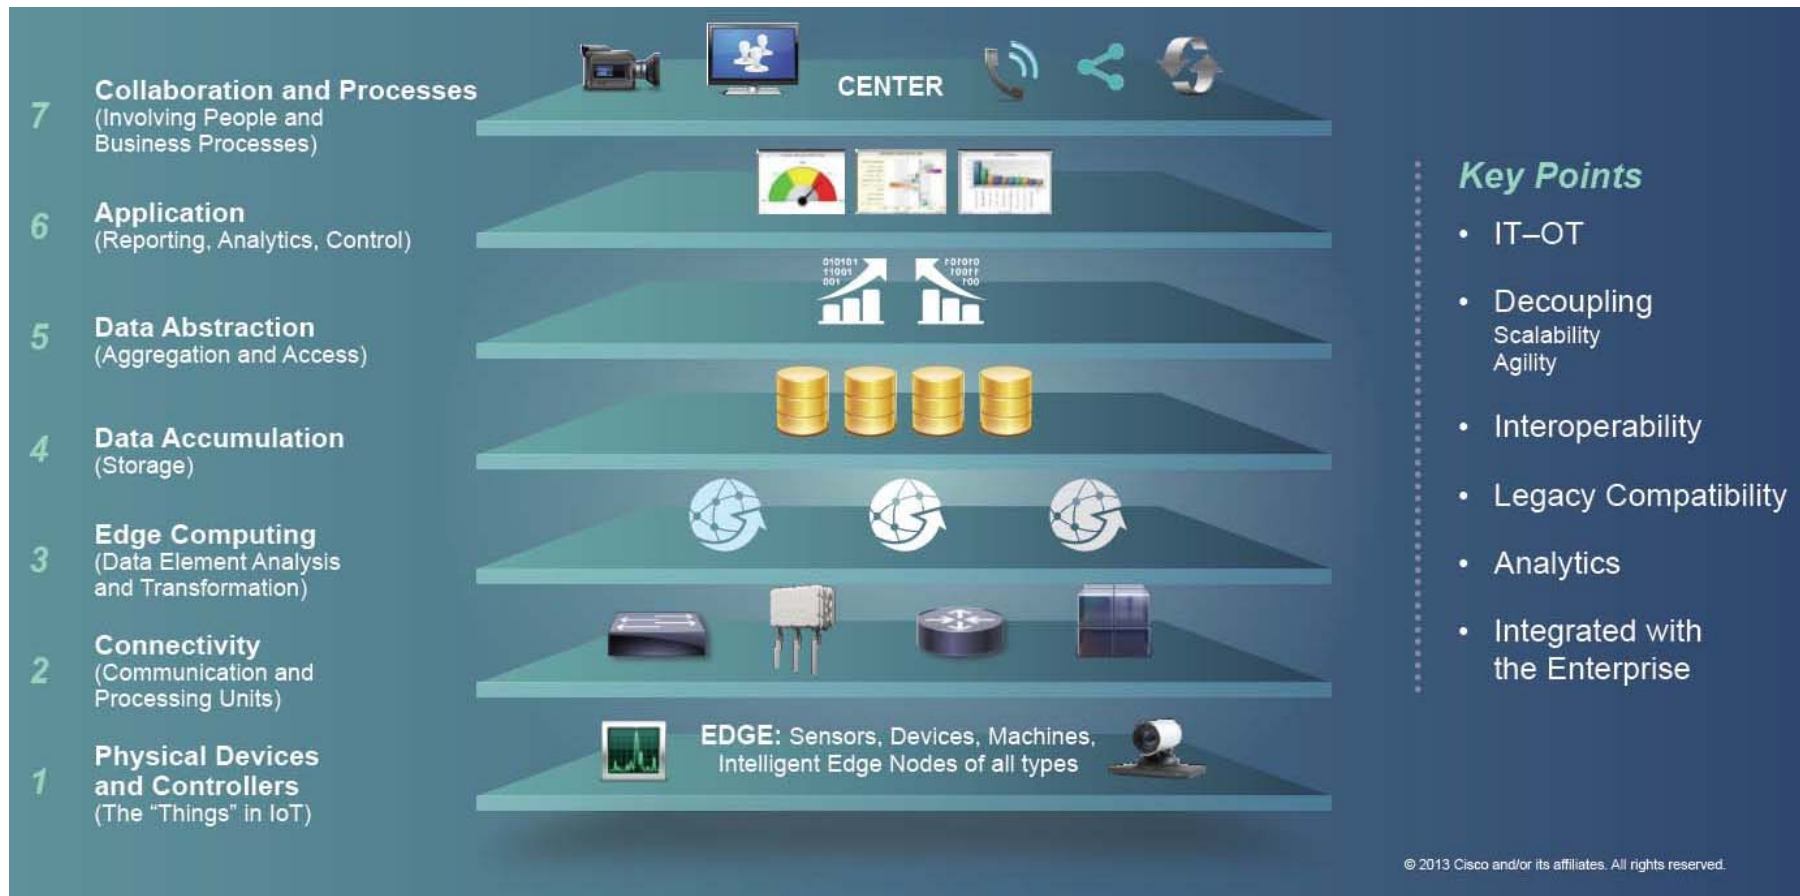 7
Collaboration and Processes
(Involving People and
Business Processes)
CENTER
6
Application
(Reporting, Analytics, Control)
5
Data Abstraction
(Aggregation and Access)
010101
11001
001
4
Data Accumulation
(Storage)
3
Edge Computing
(Data Element Analysis
and Transformation)
2
Connectivity
(Communication and
Processing Units)
1
Physical Devices
and Controllers
(The “Things” in IoT)
EDGE: Sensors, Devices, Machines,
Intelligent Edge Nodes of all types
Key Points
• IT–OT
• Decoupling
Scalability
Agility
• Interoperability
• Legacy Compatibility
• Analytics
• Integrated with
the Enterprise
© 2013 Cisco and/or its affiliates. All rights reserved.